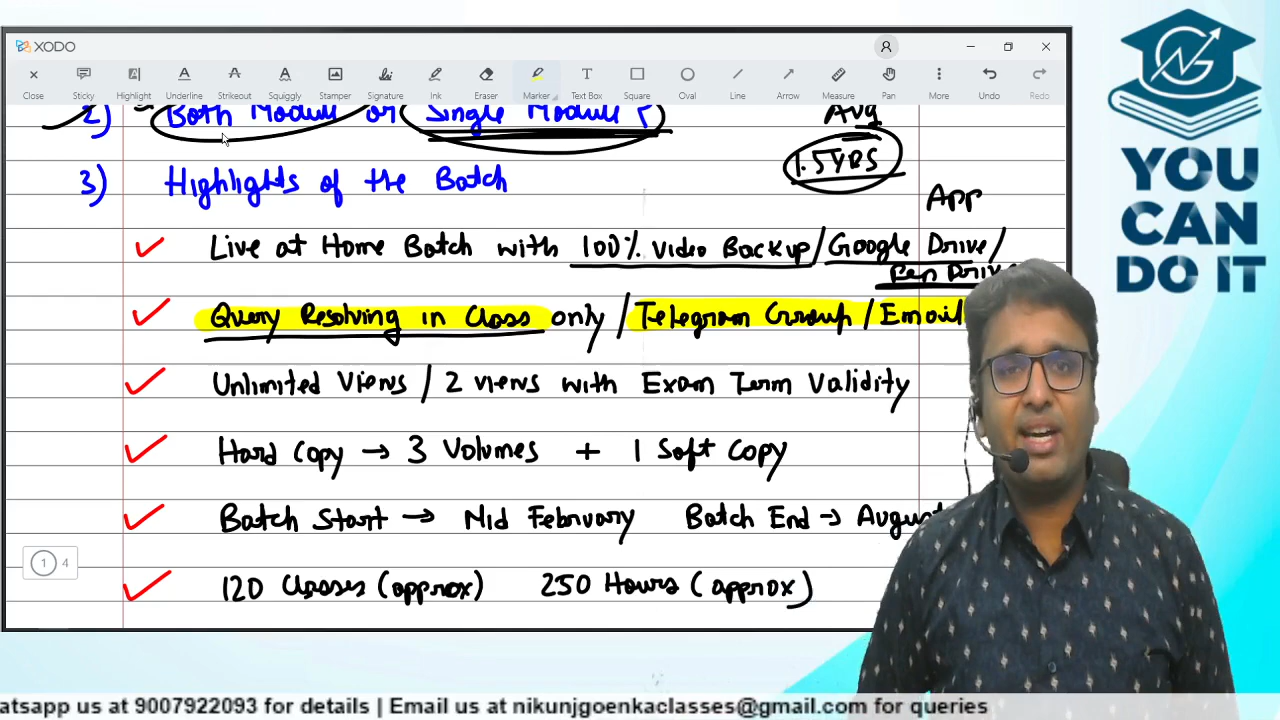 XODO
Close Sticky Highlight Underline Strikeout Squiggly Stamper Signature Ink Eraser Marker Text Box Square Oval Line Arrow Measure Pan More Undo Redo
2) Both Module or Single Module ?
Avg
1.5 YRS
3) Highlights of the Batch
App
Live at Home Batch with 100% Video Backup/Google Drive/
Pen Drive
Query Resolving in Class only / Telegram Group / Email
Unlimited Views / 2 views with Exam Term Validity
Hard Copy → 3 Volumes + 1 Soft Copy
Batch Start → Mid February Batch End → August
120 Classes (approx) 250 Hours (approx)
1 4
NG
YOU
CAN
DO IT
atsapp us at 9007922093 for details | Email us at nikunjgoenkaclasses@gmail.com for queries